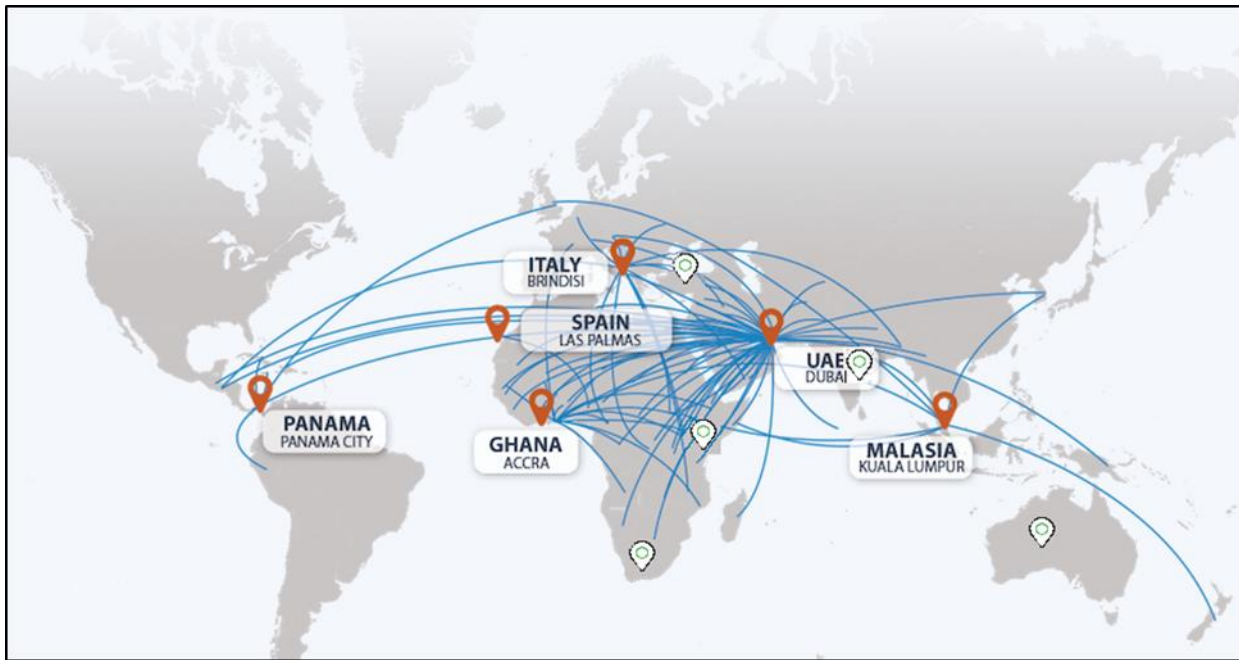 ITALY
BRINDISI
SPAIN
LAS PALMAS
UAE
DUBAI
PANAMA
PANAMA CITY
GHANA
ACCRA
MALASIA
KUALA LUMPUR